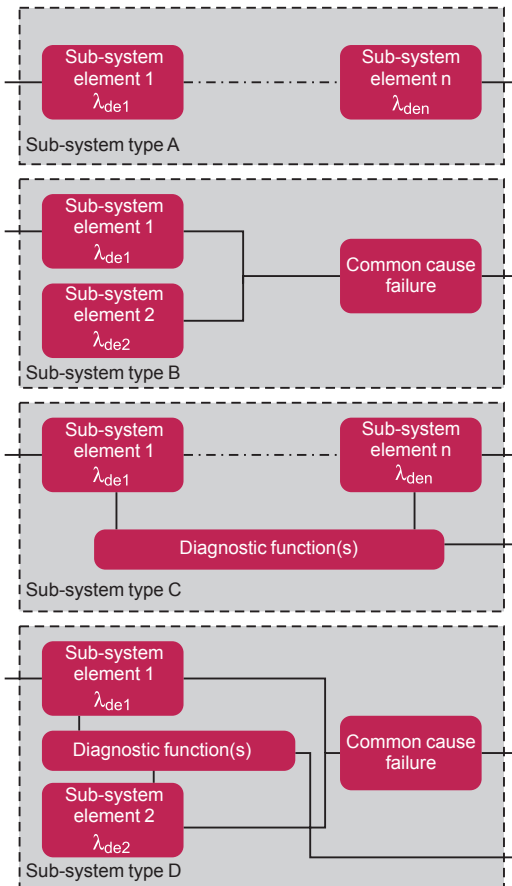 Sub-system
element 1
λde1
Sub-system
element n
λden
Sub-system type A
Sub-system
element 1
λde1
Sub-system
element 2
λde2
Common cause
failure
Sub-system type B
Sub-system
element 1
λde1
Sub-system
element n
λden
Diagnostic function(s)
Sub-system type C
Sub-system
element 1
λde1
Diagnostic function(s)
Sub-system
element 2
λde2
Common cause
failure
Sub-system type D